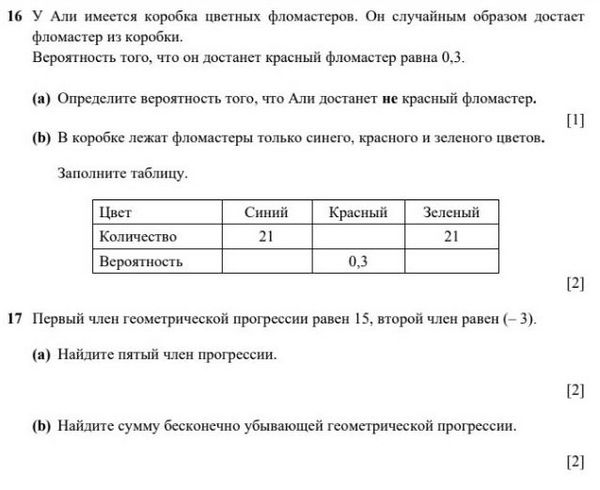 16 У Али имеется коробка цветных фломастеров. Он случайным образом достает
фломастер из коробки.
Вероятность того, что он достанет красный фломастер равна 0,3.
(a) Определите вероятность того, что Али достанет не красный фломастер.
[1]
(b) В коробке лежат фломастеры только синего, красного и зеленого цветов.
Заполните таблицу.
Цвет Синий Красный Зеленый
Количество 21 21
Вероятность 0,3
[2]
17 Первый член геометрической прогрессии равен 15, второй член равен (– 3).
(a) Найдите пятый член прогрессии.
[2]
(b) Найдите сумму бесконечно убывающей геометрической прогрессии.
[2]